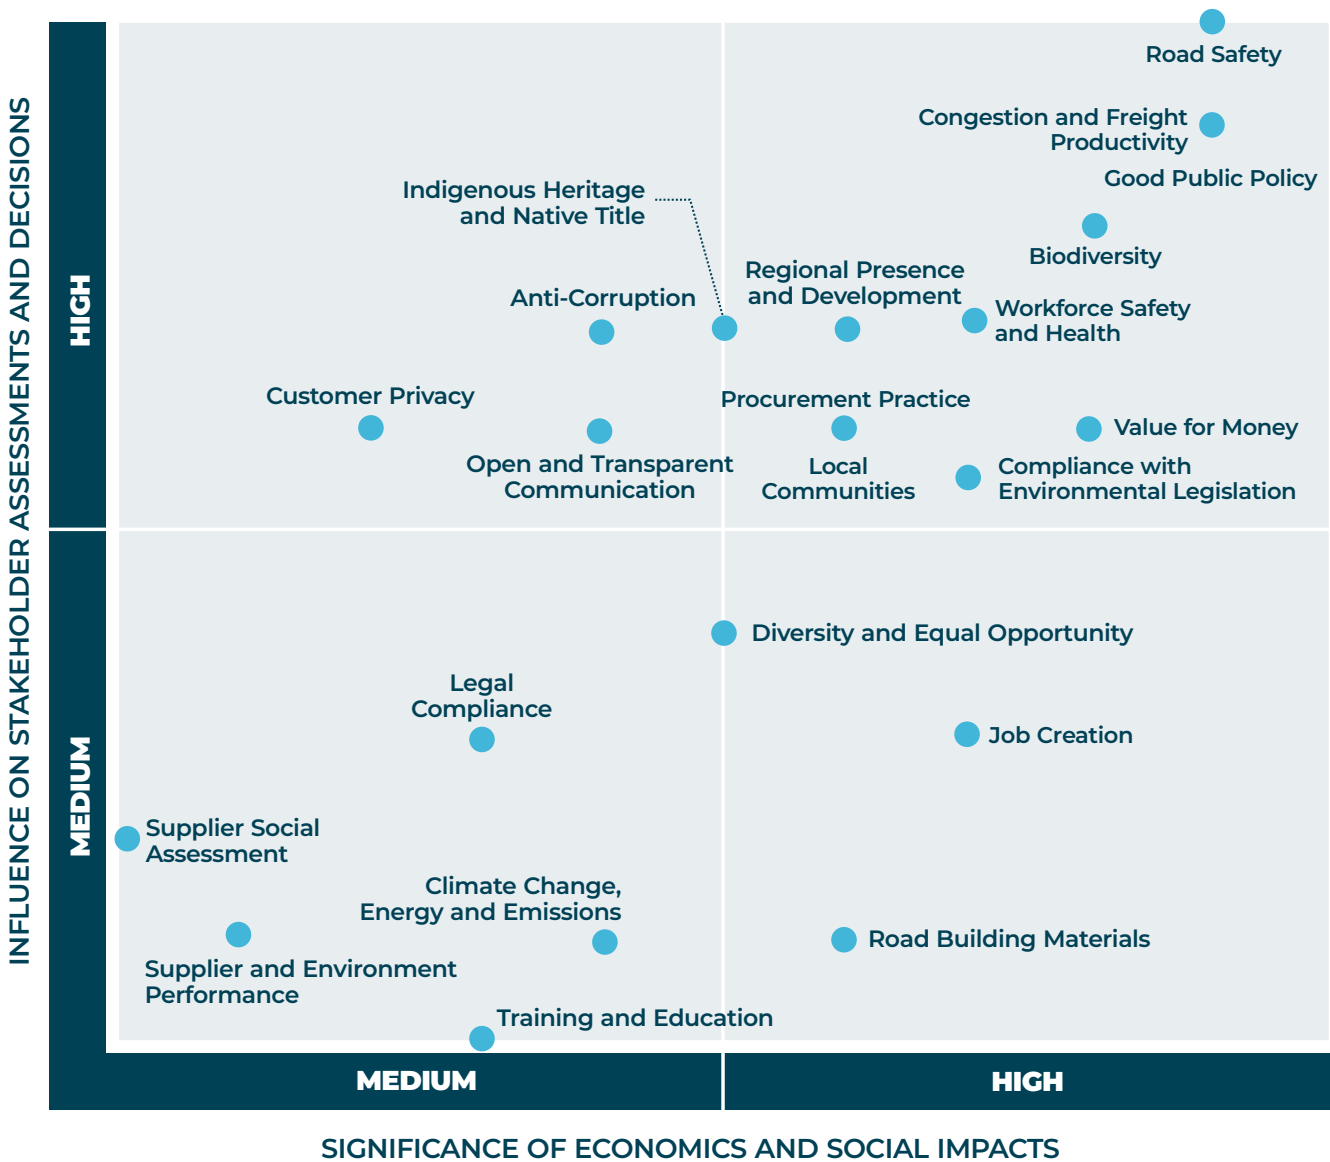 INFLUENCE ON STAKEHOLDER ASSESSMENTS AND DECISIONS
HIGH
MEDIUM
Road Safety
Congestion and Freight
Productivity
Good Public Policy
Indigenous Heritage
and Native Title
Biodiversity
Regional Presence
and Development
Anti-Corruption
Workforce Safety
and Health
Customer Privacy
Procurement Practice
Value for Money
Open and Transparent
Communication
Local
Communities
Compliance with
Environmental Legislation
Diversity and Equal Opportunity
Legal
Compliance
Job Creation
Supplier Social
Assessment
Climate Change,
Energy and Emissions
Road Building Materials
Supplier and Environment
Performance
Training and Education
MEDIUM
HIGH
SIGNIFICANCE OF ECONOMICS AND SOCIAL IMPACTS